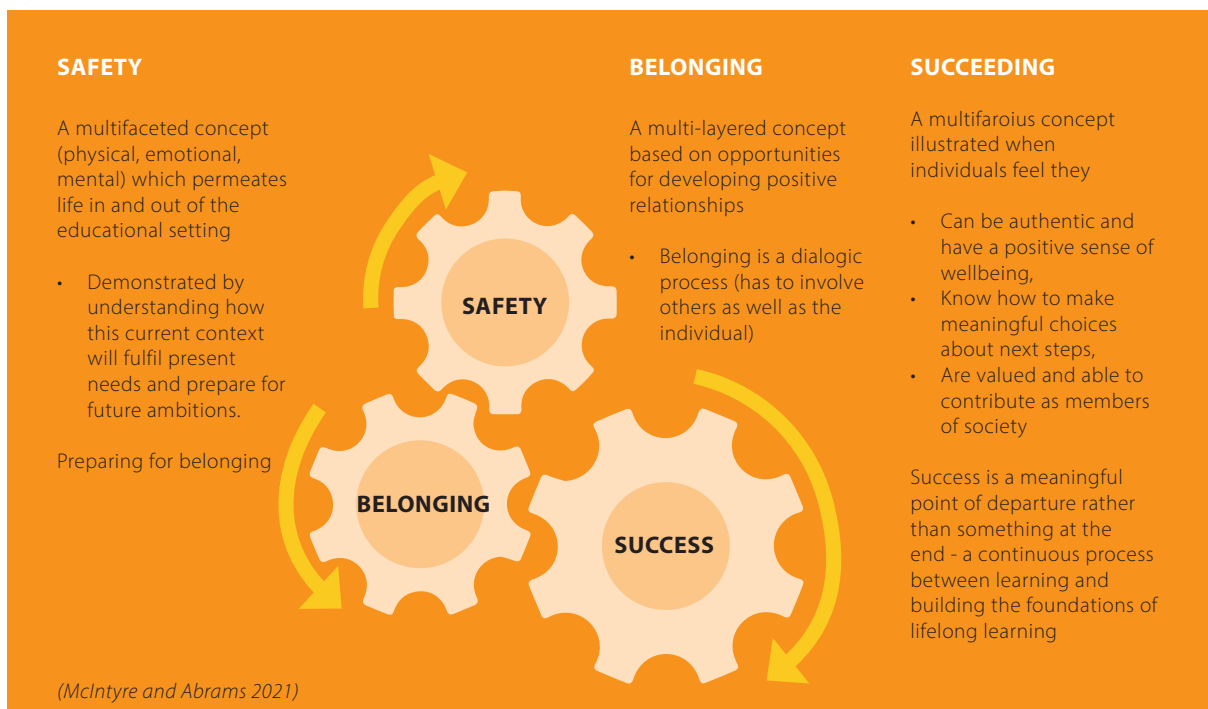 SAFETY
A multifaceted concept
(physical, emotional,
mental) which permeates
life in and out of the
educational setting
• Demonstrated by
understanding how
this current context
will fulfil present
needs and prepare for
future ambitions.
Preparing for belonging
BELONGING
A multi-layered concept
based on opportunities
for developing positive
relationships
• Belonging is a dialogic
process (has to involve
others as well as the
individual)
SUCCEEDING
A multifaroius concept
illustrated when
individuals feel they
• Can be authentic and
have a positive sense of
wellbeing,
• Know how to make
meaningful choices
about next steps,
• Are valued and able to
contribute as members
of society
Success is a meaningful
point of departure rather
than something at the
end - a continuous process
between learning and
building the foundations of
lifelong learning
SAFETY
BELONGING
SUCCESS
(McIntyre and Abrams 2021)